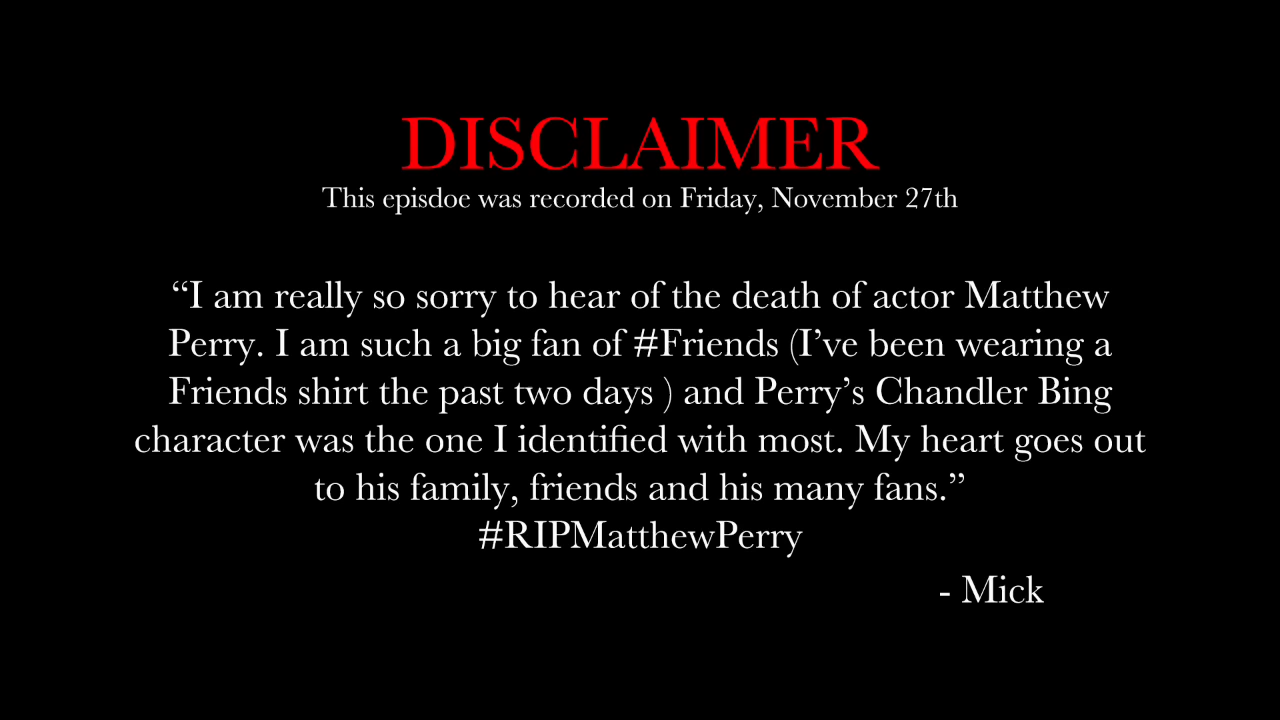 DISCLAIMER
This episdoe was recorded on Friday, November 27th
“I am really so sorry to hear of the death of actor Matthew
Perry. I am such a big fan of #Friends (I’ve been wearing a
Friends shirt the past two days ) and Perry’s Chandler Bing
character was the one I identified with most. My heart goes out
to his family, friends and his many fans.”
#RIPMatthewPerry
- Mick